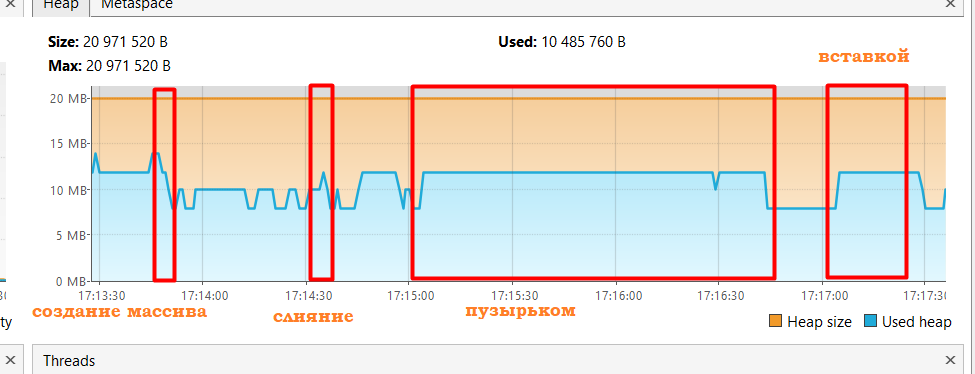 Heap Metaspace
Size: 20 971 520 B
Used: 10 485 760 B
Max: 20 971 520 B
вставкой
20 MB
15 MB
10 MB
5 MB
0 MB
17:13:30 17:14:00 17:14:30 17:15:00 17:15:30 17:16:00 17:16:30 17:17:00 17:17:30
создание массива слияние пузырьком
ty
Heap size Used heap
Threads